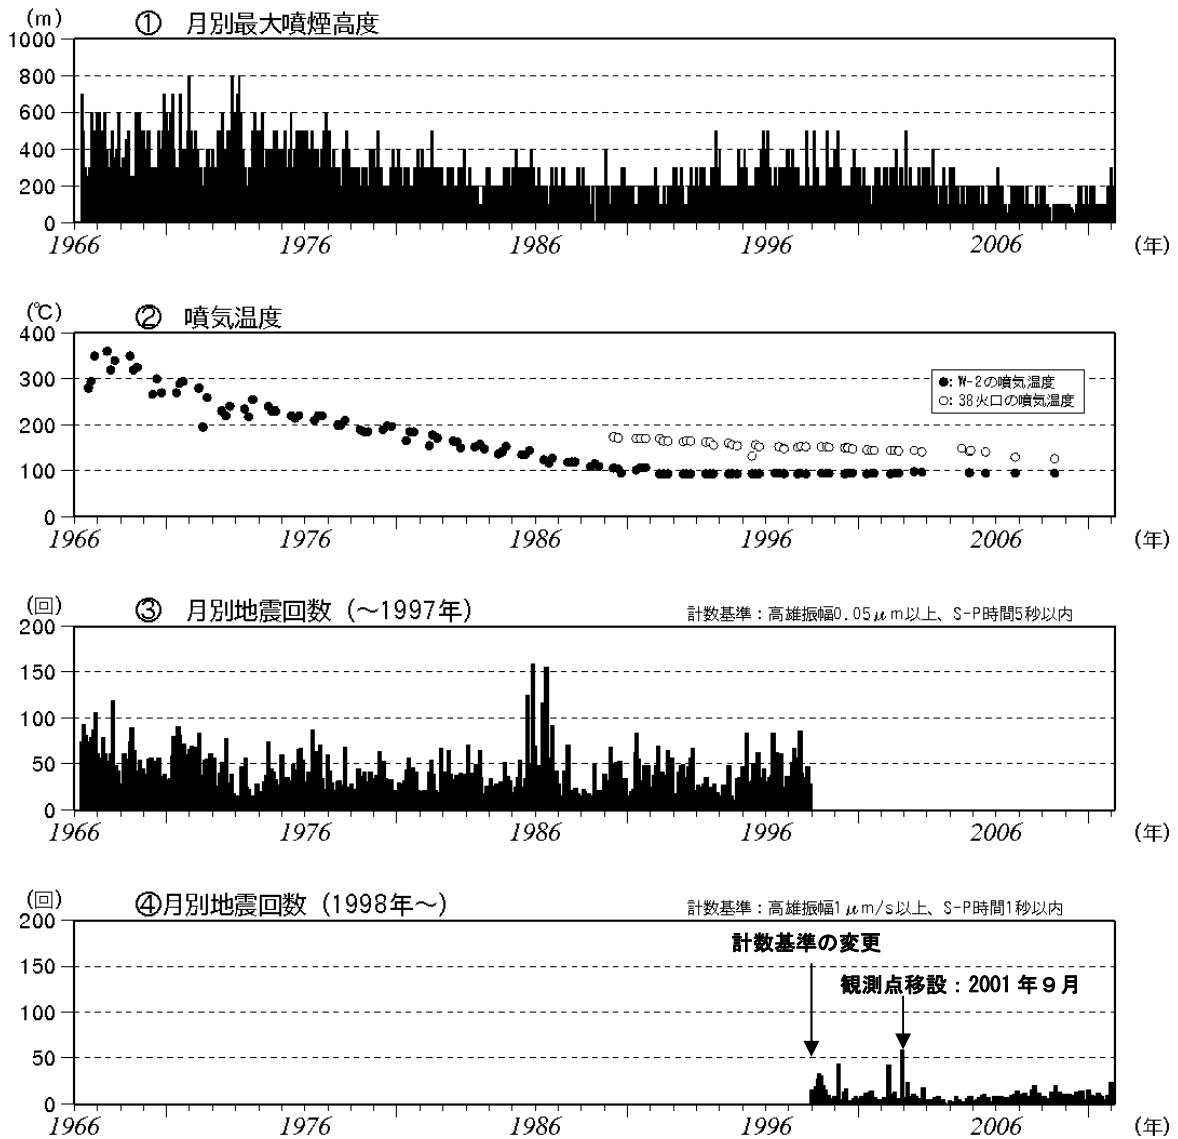 (m) ① 月別最大噴煙高度
1000
800
600
400
200
0
1966 1976 1986 1996 2006 (年)
(℃) ② 噴気温度
400
300
200
100
0
●: W-2の噴気温度
○: 38火口の噴気温度
1966 1976 1986 1996 2006 (年)
(回) ③ 月別地震回数 (～1997年) 計数基準：高雄振幅0.05μm以上、S-P時間5秒以内
200
150
100
50
0
1966 1976 1986 1996 2006 (年)
(回) ④月別地震回数 (1998年～) 計数基準：高雄振幅1μm/s以上、S-P時間1秒以内
200
計数基準の変更
150
観測点移設：2001年９月
100
50
0
1966 1976 1986 1996 2006 (年)